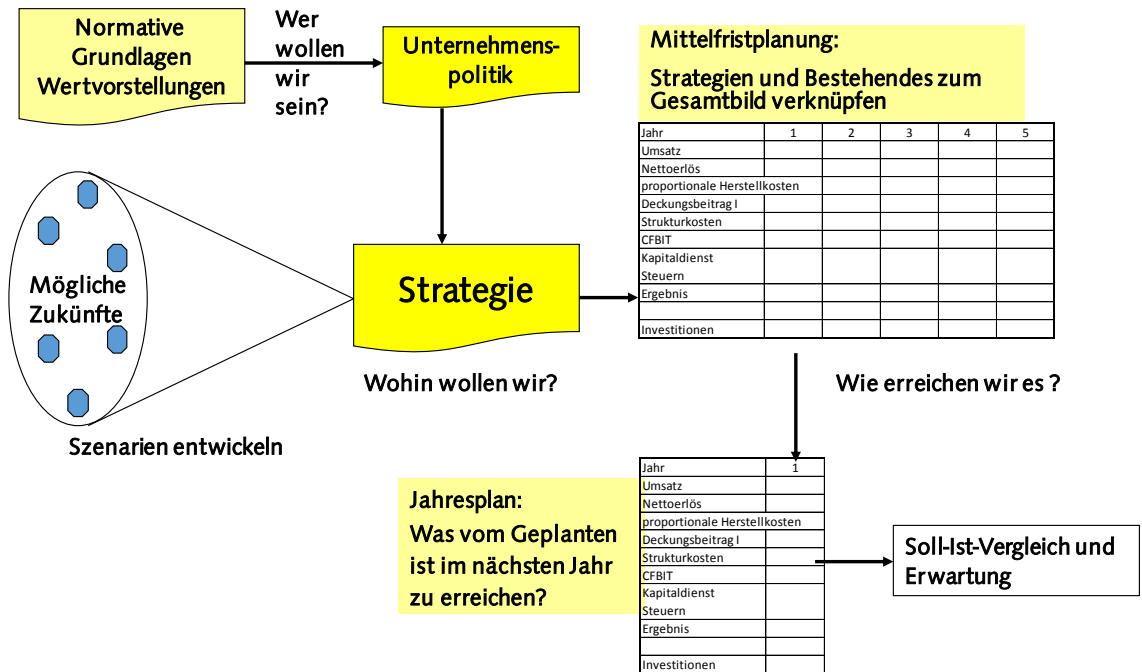 Normative
Grundlagen
Wertvorstellungen
Wer
wollen
wir
sein?
Unternehmens-
politik
Mittelfristplanung:
Strategien und Bestehendes zum
Gesamtbild verknüpfen
Jahr 1 2 3 4 5
Umsatz
Nettoerlös
proportionale Herstellkosten
Deckungsbeitrag I
Strukturkosten
CFBIT
Kapitaldienst
Steuern
Ergebnis
Investitionen
Mögliche
Zukünfte
Strategie
Wohin wollen wir?
Wie erreichen wir es ?
Szenarien entwickeln
Jahresplan:
Was vom Geplanten
ist im nächsten Jahr
zu erreichen?
Jahr 1
Umsatz
Nettoerlös
proportionale Herstellkosten
Deckungsbeitrag I
Strukturkosten
CFBIT
Kapitaldienst
Steuern
Ergebnis
Investitionen
Soll-Ist-Vergleich und
Erwartung